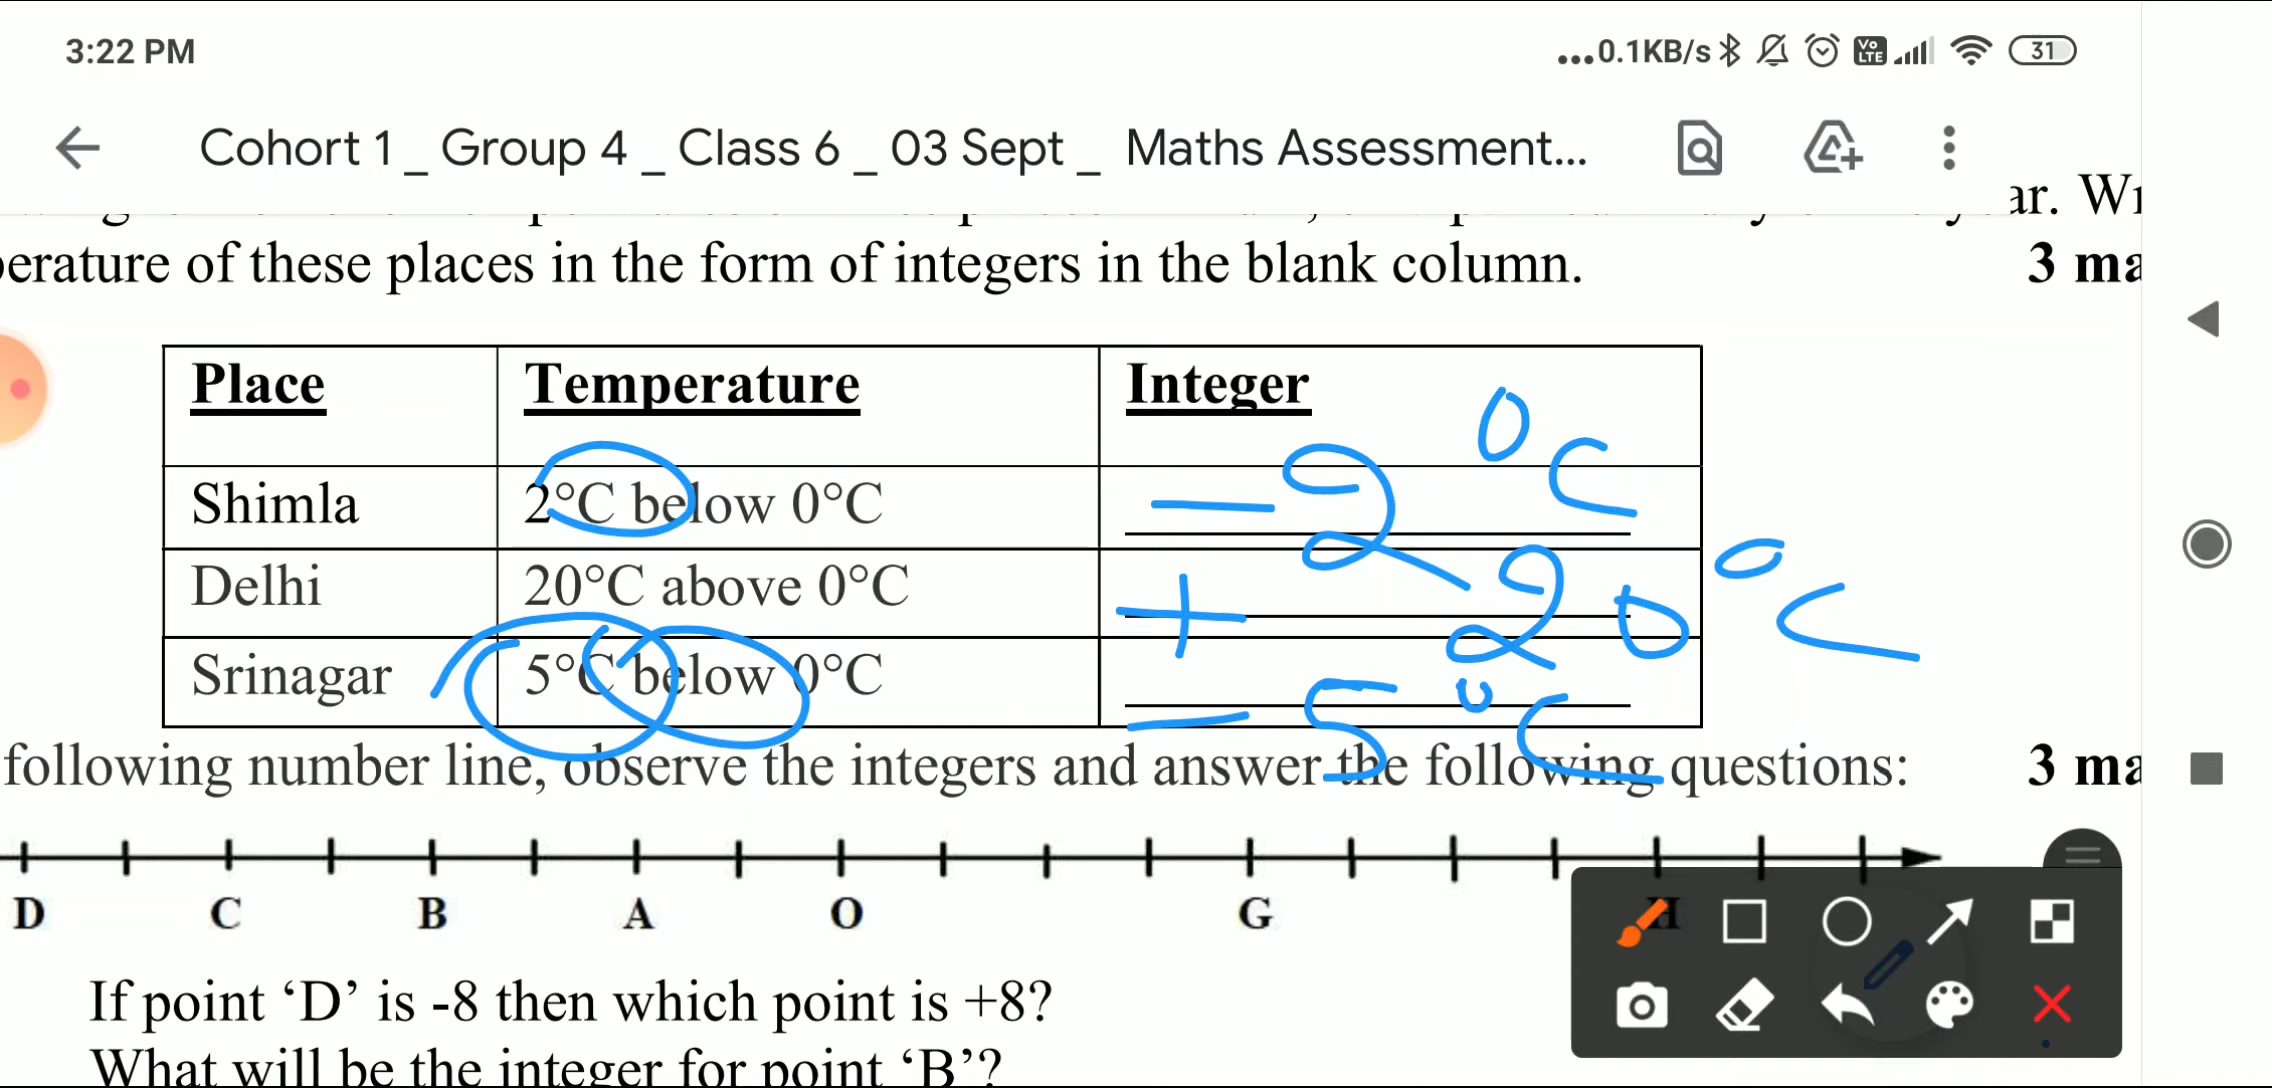 3:22 PM ...0.1KB/s Vo LTE 31
Cohort 1 _ Group 4 _ Class 6 _ 03 Sept _ Maths Assessment...
ar. Wr
erature of these places in the form of integers in the blank column. 3 ma
Place Temperature Integer
Shimla 2°C below 0°C -2 °C
Delhi 20°C above 0°C +20 °C
Srinagar 5°C below 0°C -5 °C
following number line, observe the integers and answer the following questions: 3 ma
D C B A O G H
If point ‘D’ is -8 then which point is +8?
What will be the integer for point ‘B’?